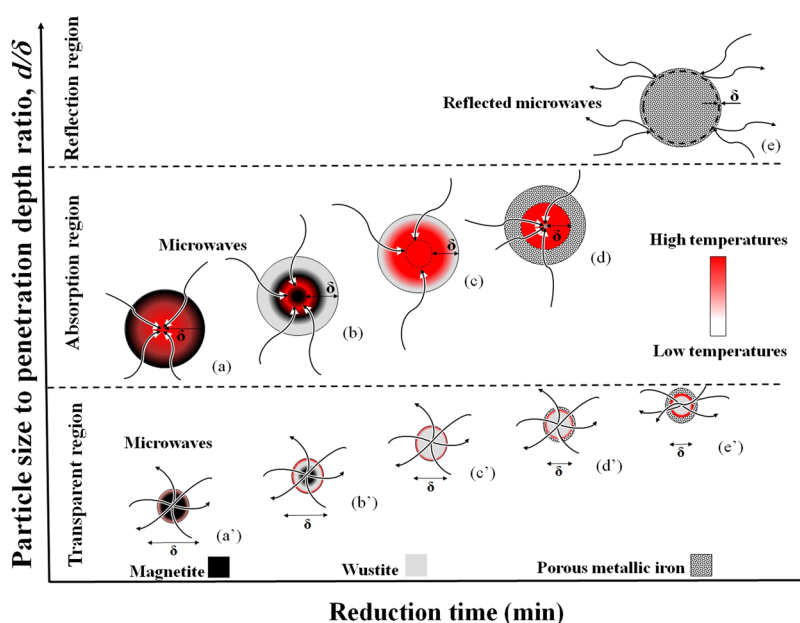 Particle size to penetration depth ratio, d/δ
Reflection region
Reflected microwaves
δ
(e)
Absorption region
Microwaves
δ
(a)
δ
(b)
δ
(c)
δ
(d)
High temperatures
Low temperatures
Transparent region
Microwaves
(a’)
δ
(b’)
δ
(c’)
δ
(d’)
δ
(e’)
δ
Magnetite
Wustite
Porous metallic iron
Reduction time (min)